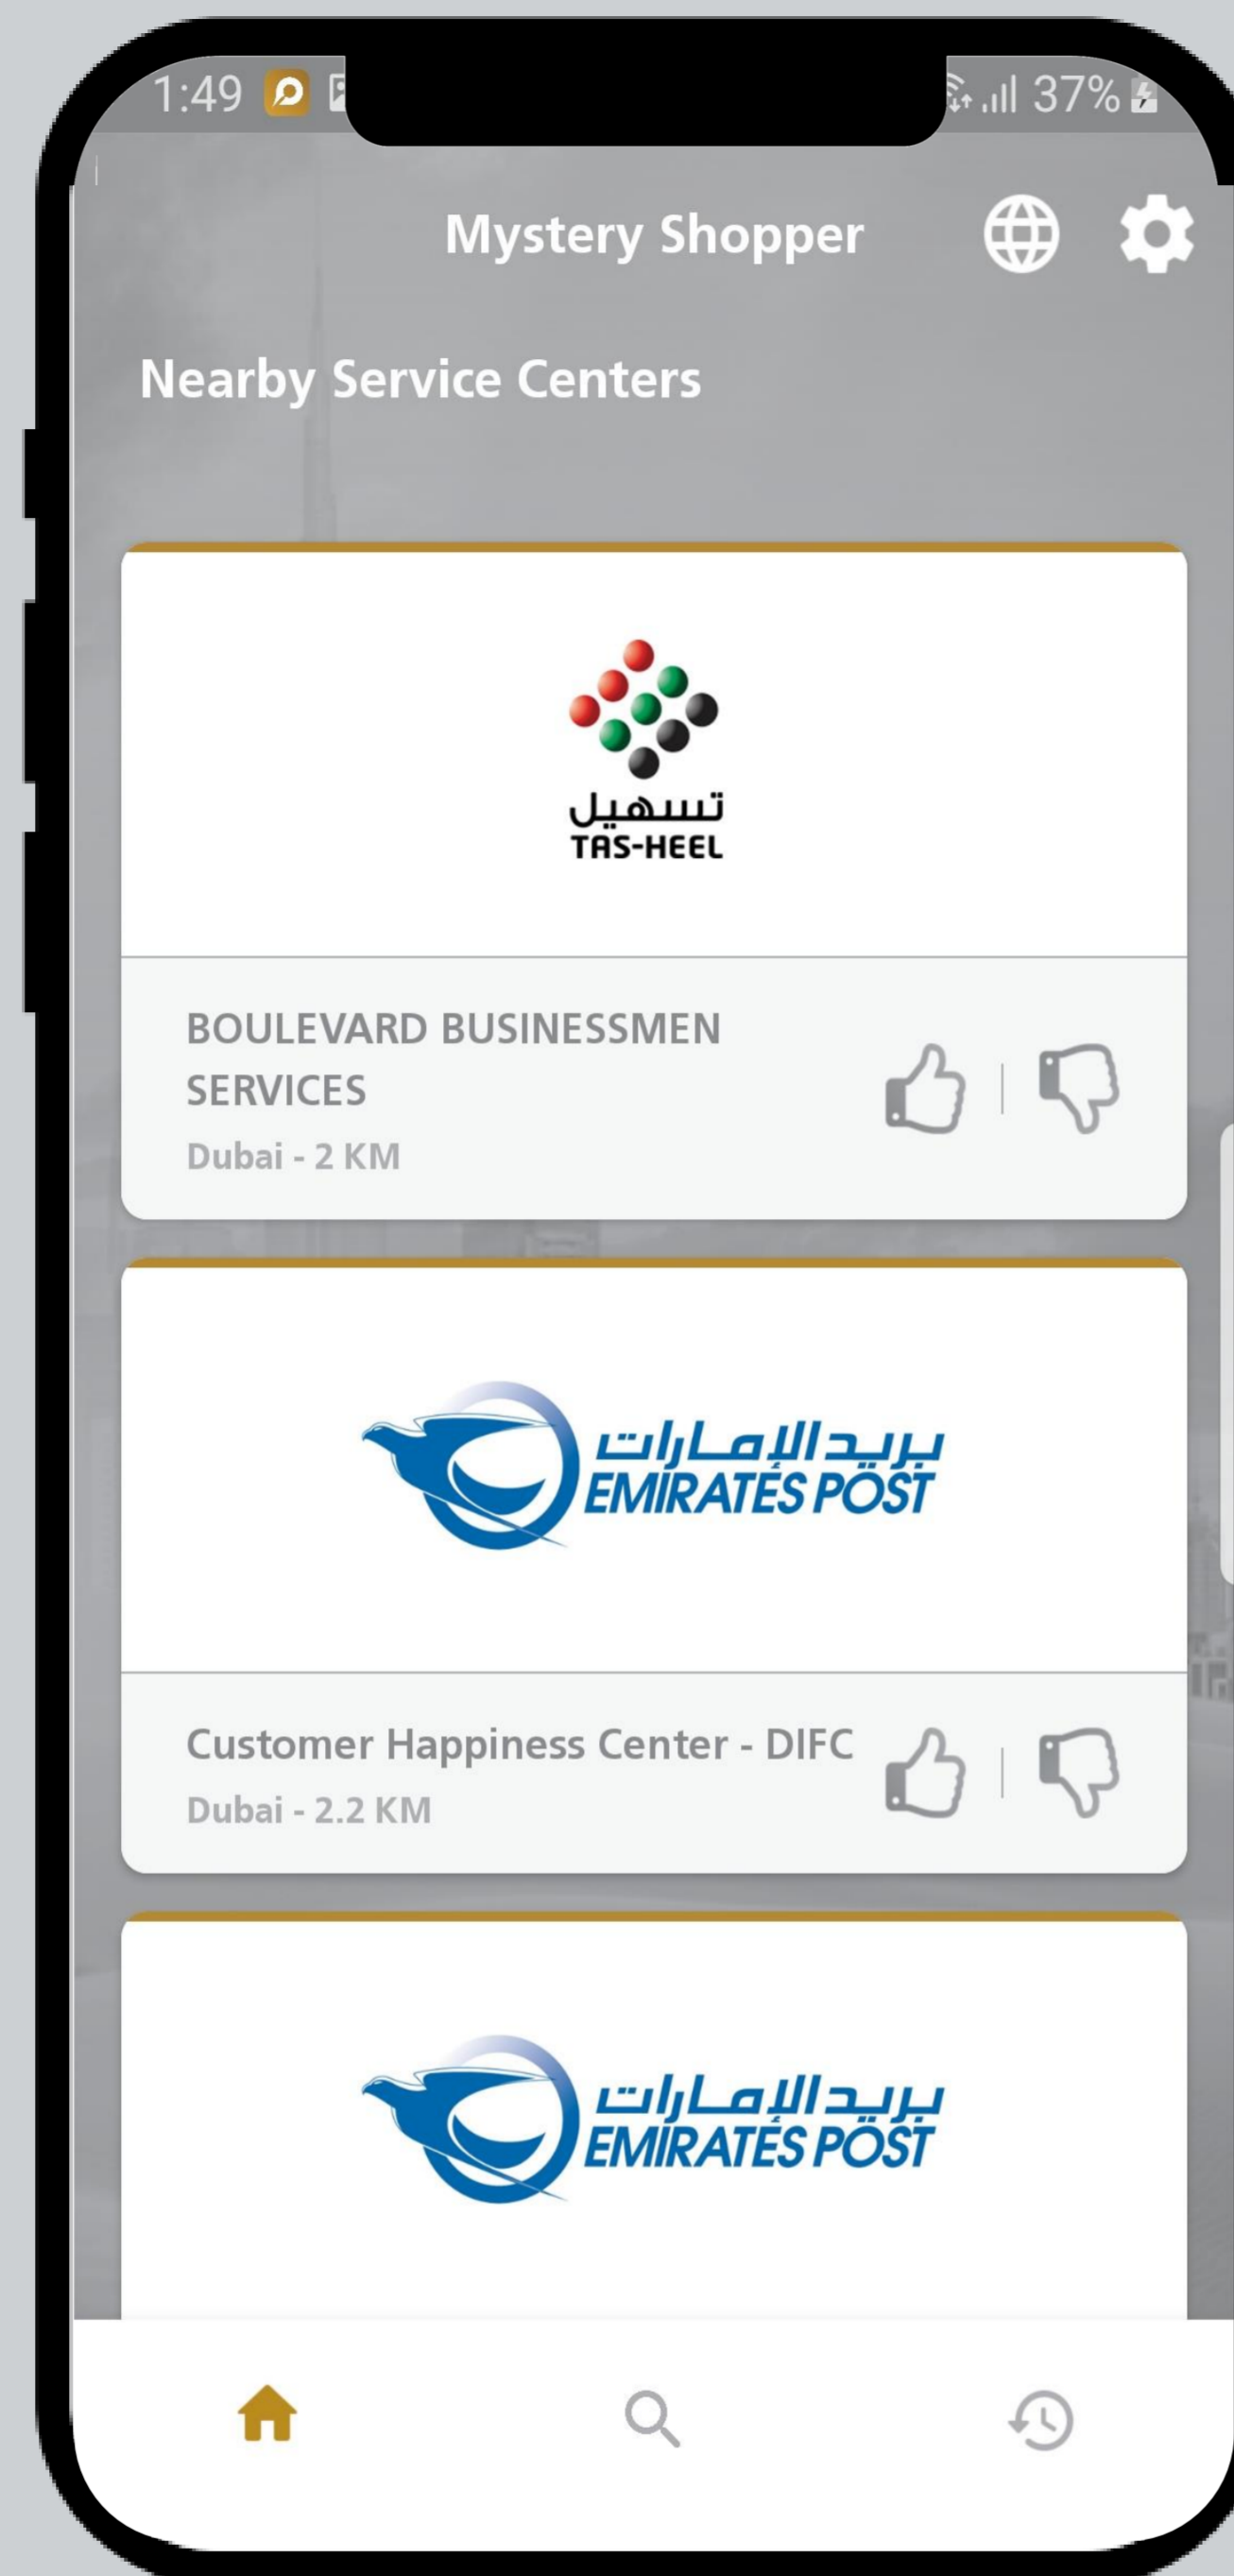 1:49
37%
Mystery Shopper
Nearby Service Centers
تسهيل
TAS-HEEL
BOULEVARD BUSINESSMEN
SERVICES
Dubai - 2 KM
بريد الإمارات
EMIRATES POST
Customer Happiness Center - DIFC
Dubai - 2.2 KM
بريد الإمارات
EMIRATES POST